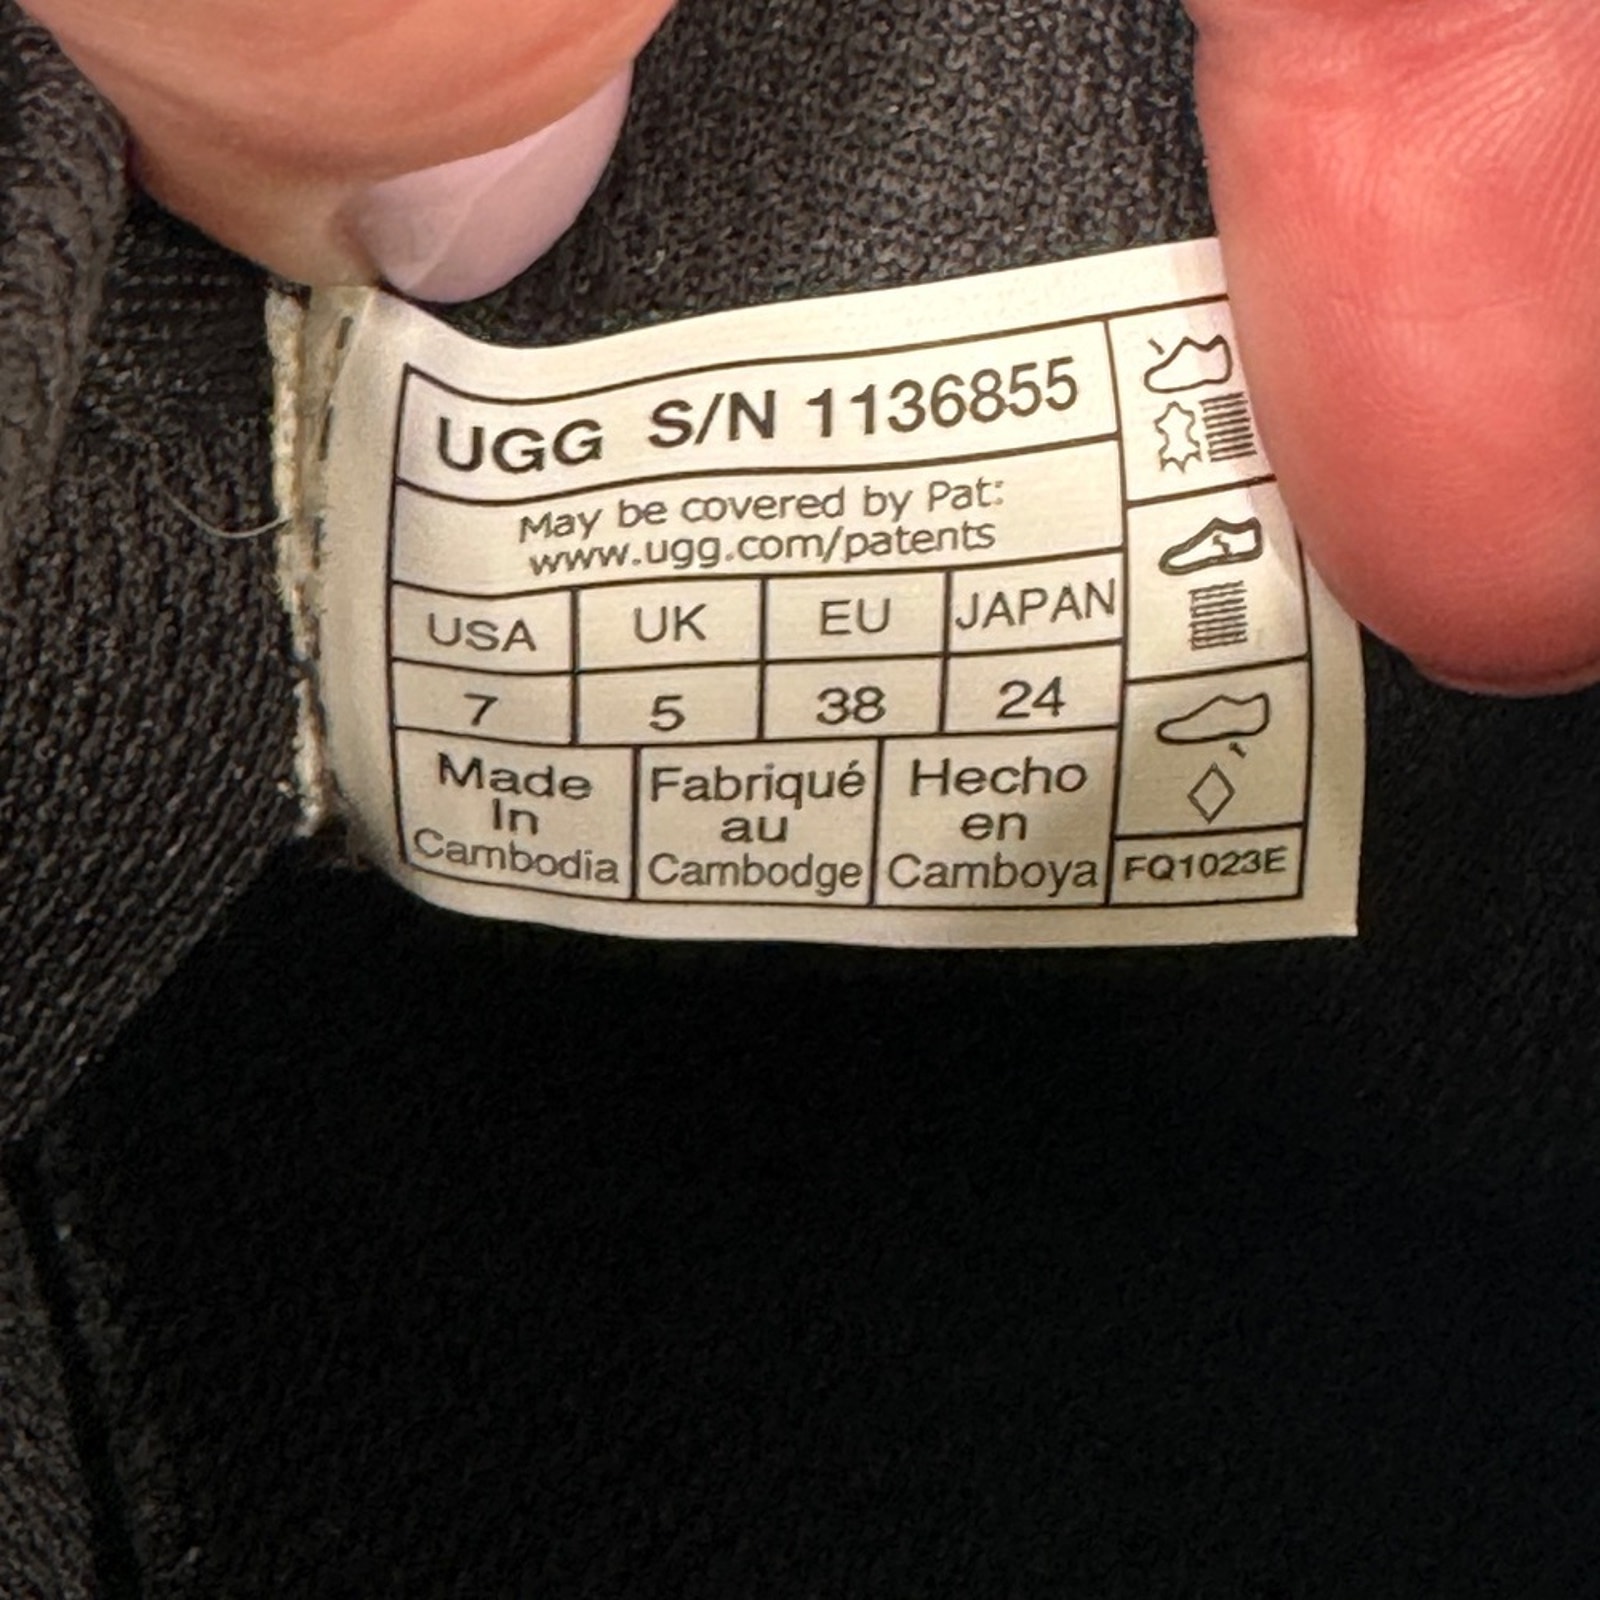 UGG S/N 1136855
May be covered by Pat:
www.ugg.com/patents
USA UK EU JAPAN
7 5 38 24
Made
In
Cambodia
Fabriqué
au
Cambodge
Hecho
en
Camboya
FQ1023E